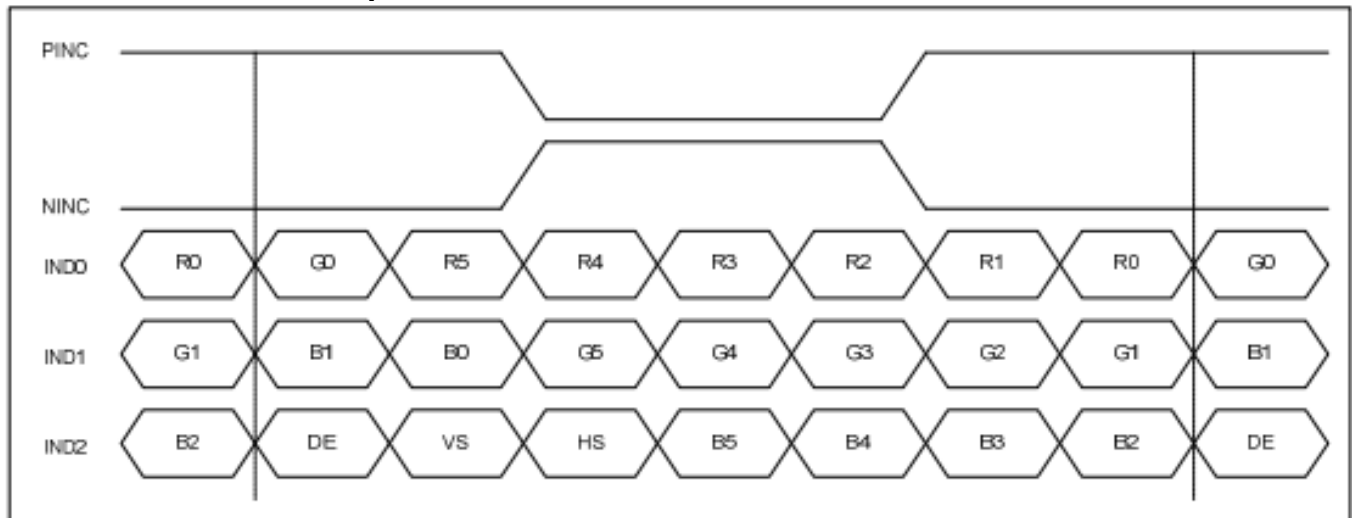 PINC
NINC
IND0 R0 G0 R5 R4 R3 R2 R1 R0 G0
IND1 G1 B1 B0 G5 G4 G3 G2 G1 B1
IND2 B2 DE VS HS B5 B4 B3 B2 DE